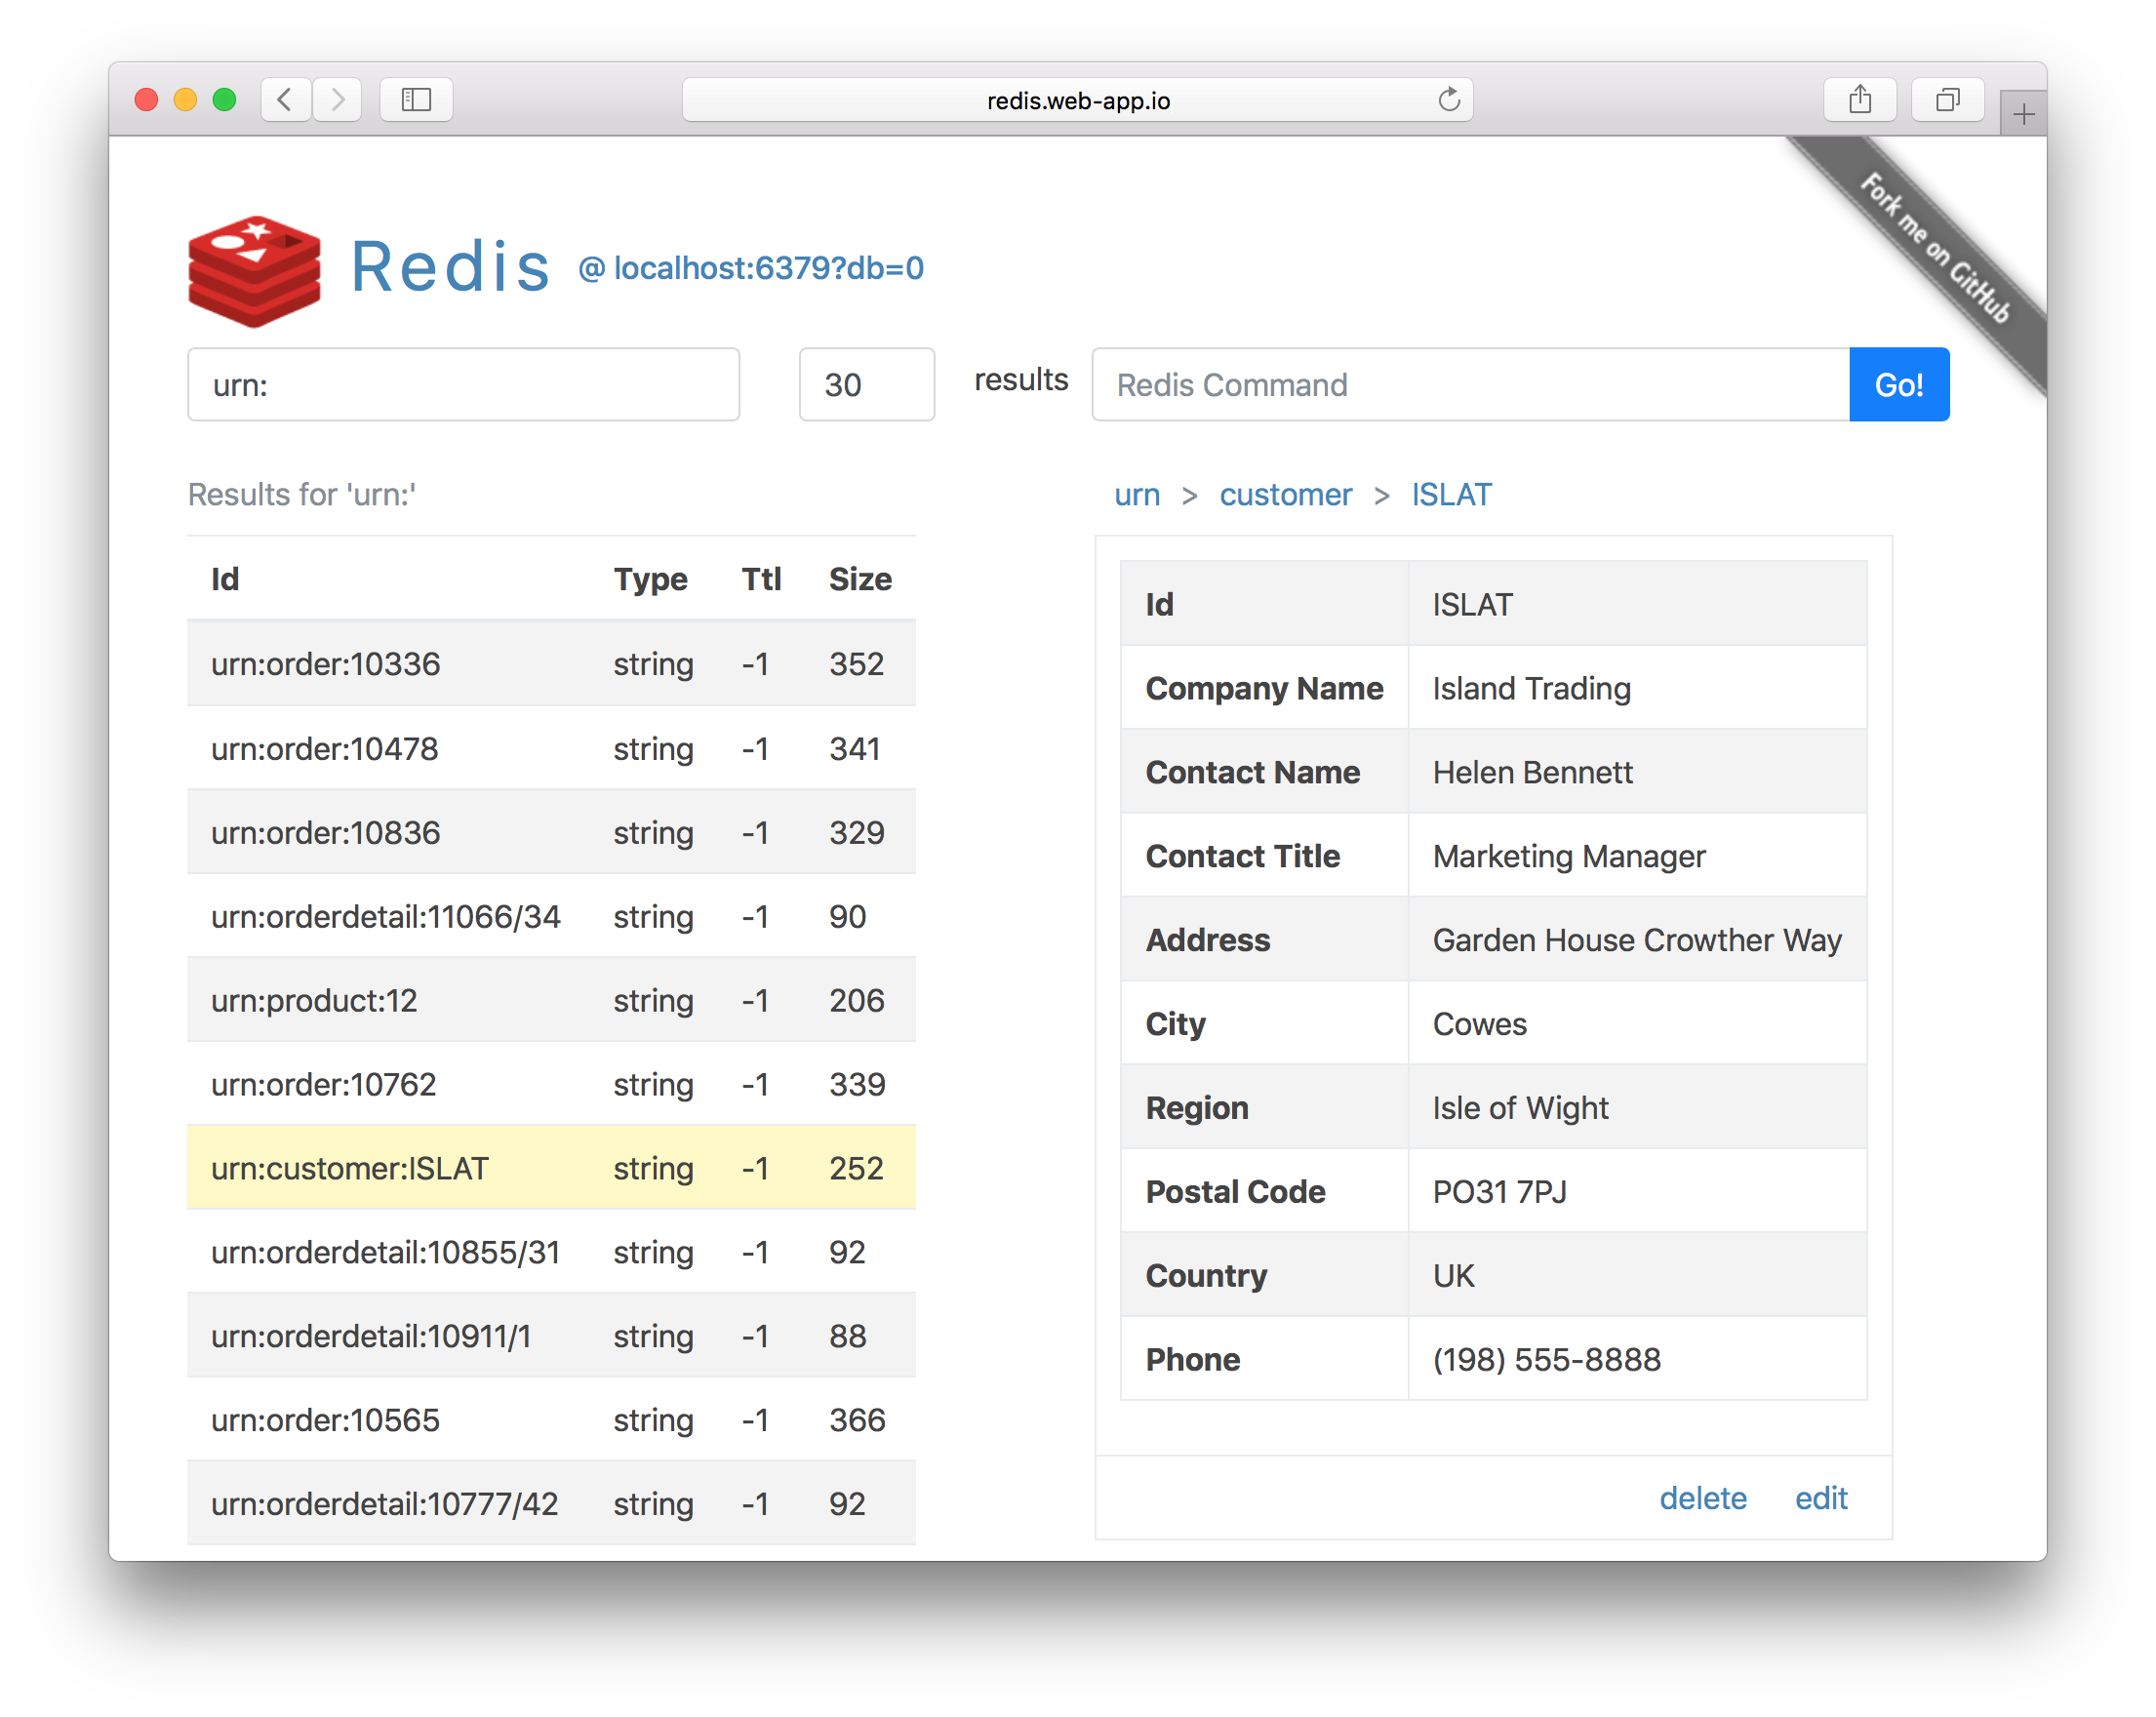 redis.web-app.io
Fork me on GitHub
Redis @ localhost:6379?db=0
urn: 30 results Redis Command Go!
Results for 'urn:'
urn > customer > ISLAT
Id Type Ttl Size
urn:order:10336 string -1 352
urn:order:10478 string -1 341
urn:order:10836 string -1 329
urn:orderdetail:11066/34 string -1 90
urn:product:12 string -1 206
urn:order:10762 string -1 339
urn:customer:ISLAT string -1 252
urn:orderdetail:10855/31 string -1 92
urn:orderdetail:10911/1 string -1 88
urn:order:10565 string -1 366
urn:orderdetail:10777/42 string -1 92
Id ISLAT
Company Name Island Trading
Contact Name Helen Bennett
Contact Title Marketing Manager
Address Garden House Crowther Way
City Cowes
Region Isle of Wight
Postal Code PO31 7PJ
Country UK
Phone (198) 555-8888
delete edit